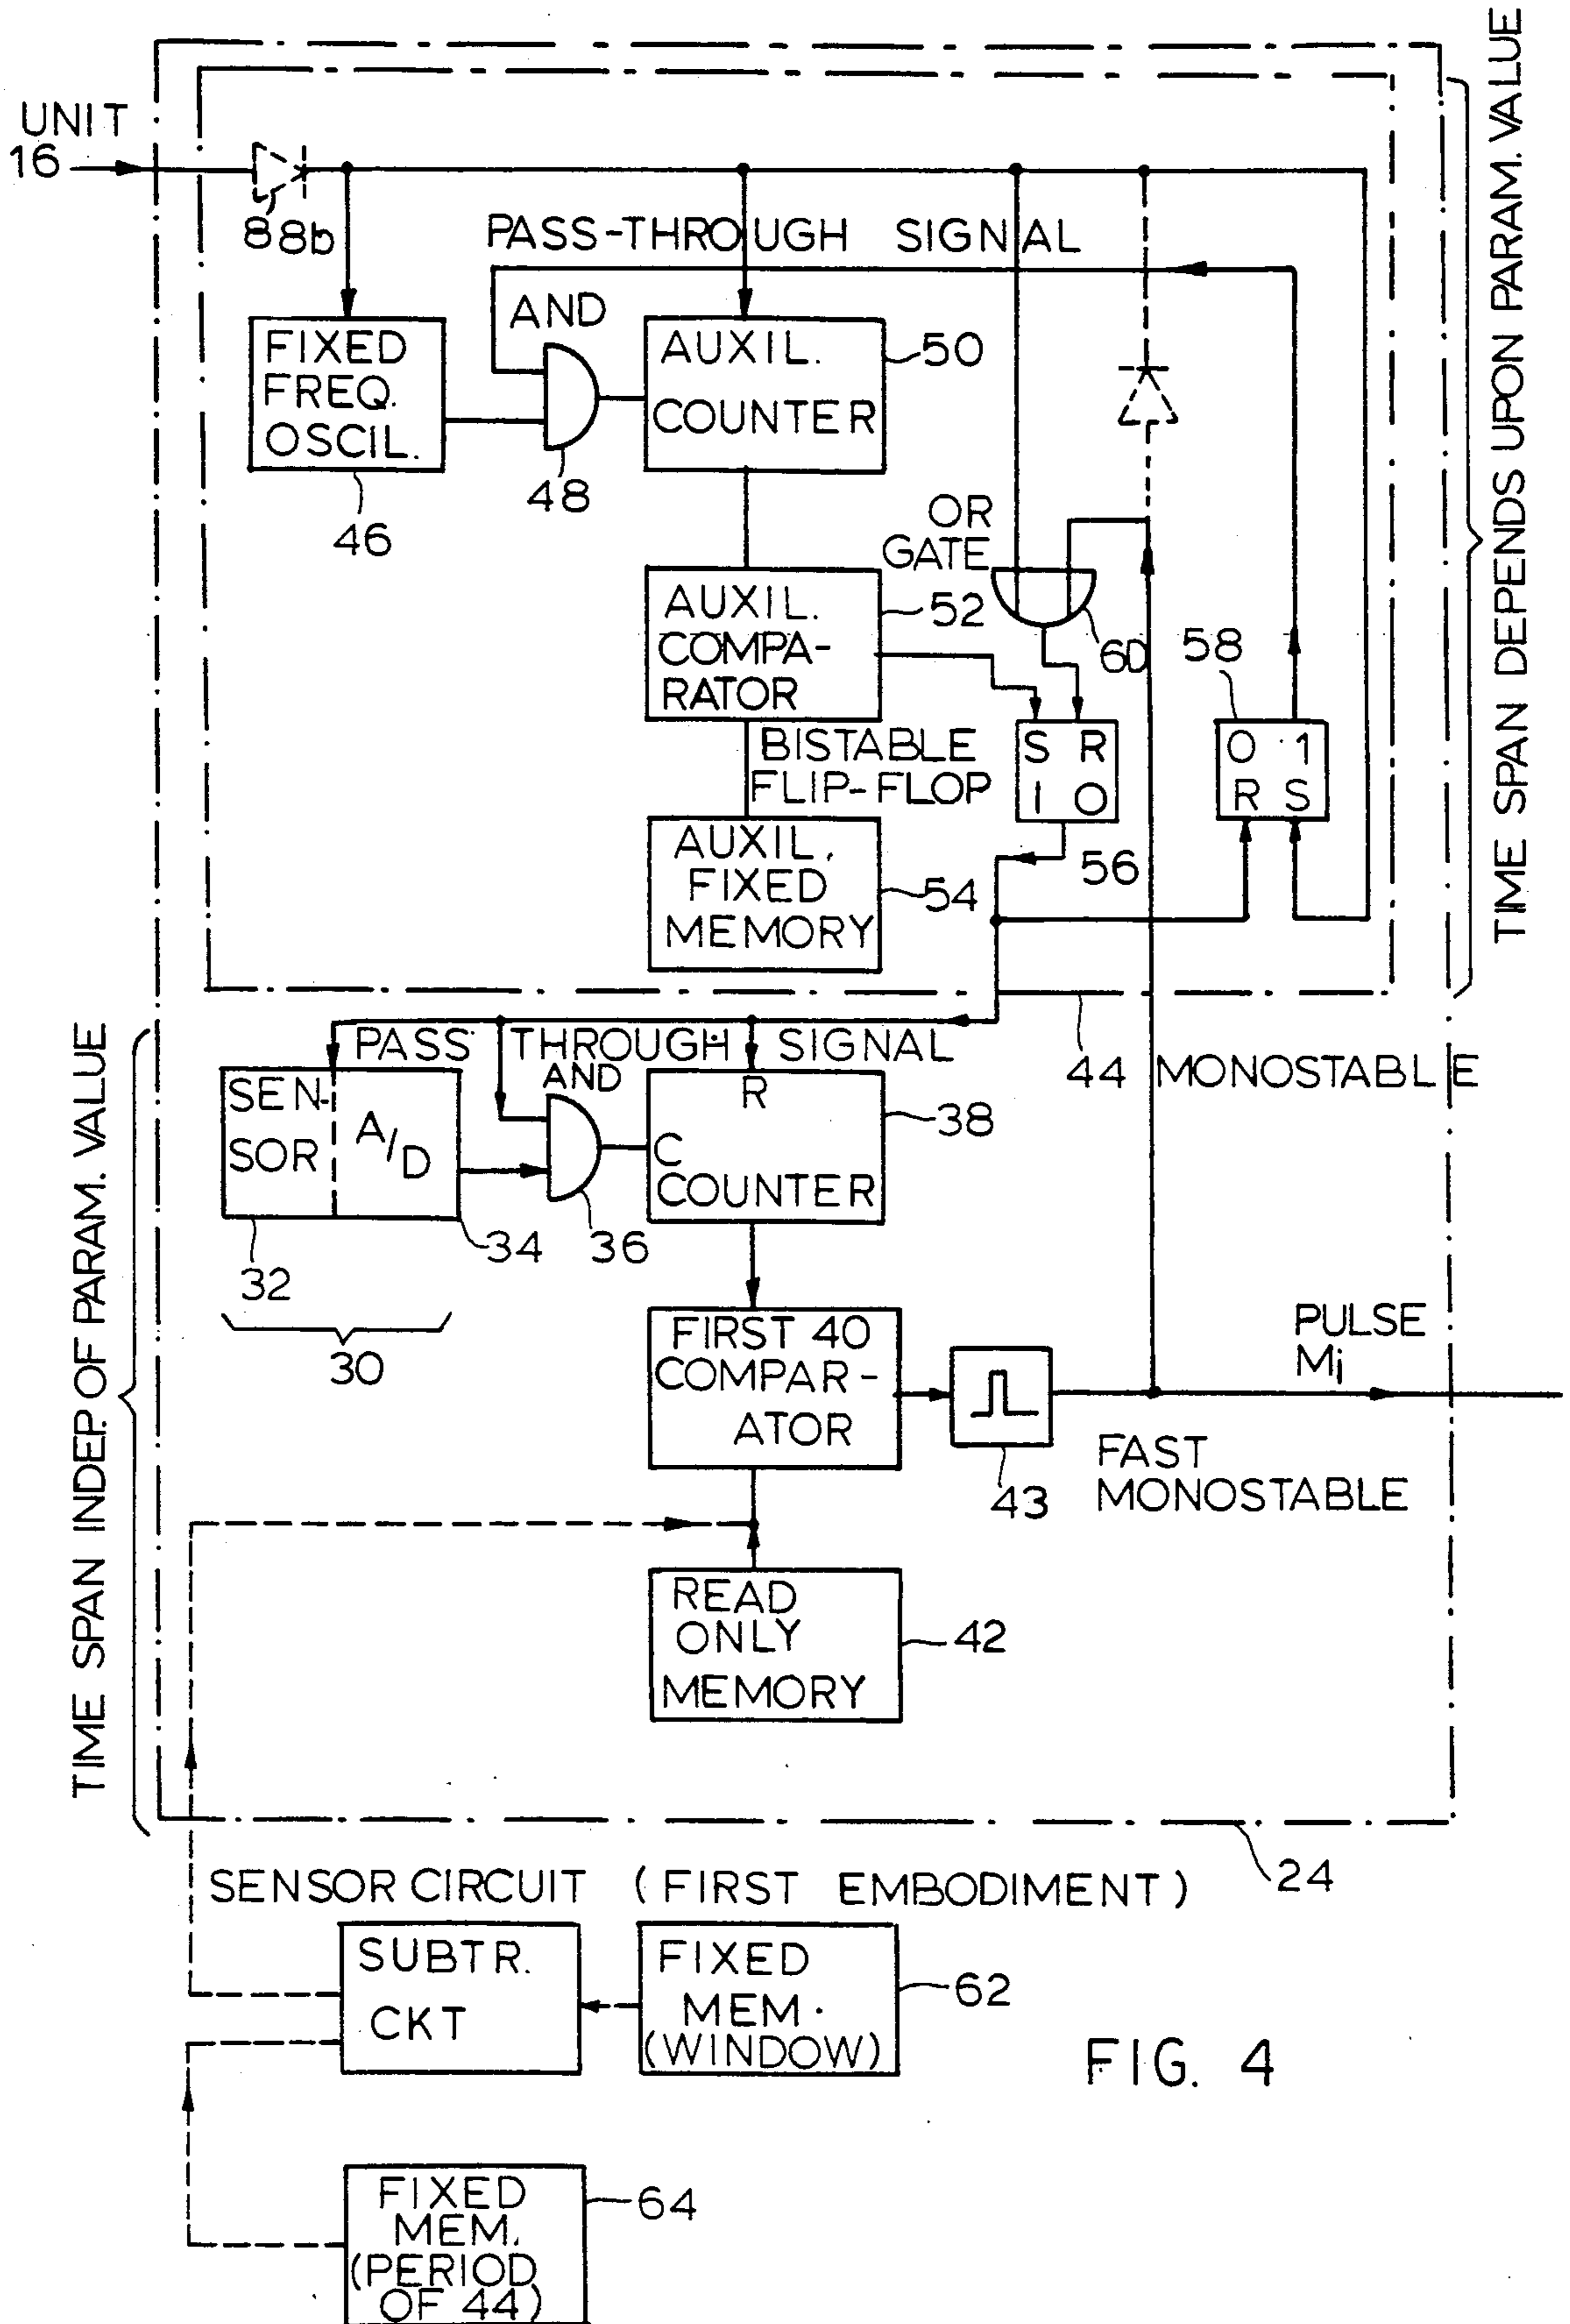 UNIT
16
88b
PASS-THROUGH SIGNAL
AND
FIXED
FREQ.
OSCIL.
46
48
AUXIL.
COUNTER
50
OR
GATE
60
AUXIL.
COMPA-
RATOR
52
BISTABLE
FLIP-FLOP
S R
1 0
56
58
0 1
R S
AUXIL.
FIXED
MEMORY
54
TIME SPAN DEPENDS UPON PARAM. VALUE
44 MONOSTABLE
PASS THROUGH SIGNAL
AND
SEN-
SOR
A/D
32
34
30
36
R
C
COUNTER
38
FIRST 40
COMPAR-
ATOR
43
FAST
MONOSTABLE
PULSE
Mi
READ
ONLY
MEMORY
42
TIME SPAN INDEP. OF PARAM. VALUE
24
SENSOR CIRCUIT (FIRST EMBODIMENT)
SUBTR.
CKT
FIXED
MEM.
(WINDOW)
62
FIXED
MEM.
(PERIOD
OF 44)
64
FIG. 4